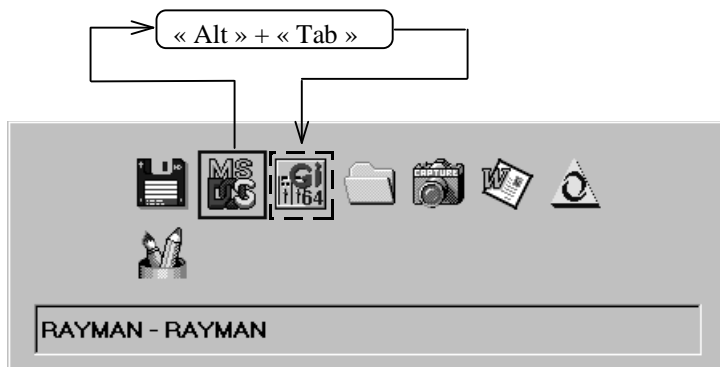 « Alt » + « Tab »
MS
DOS
Gi
64
CAPTURE
W
RAYMAN - RAYMAN